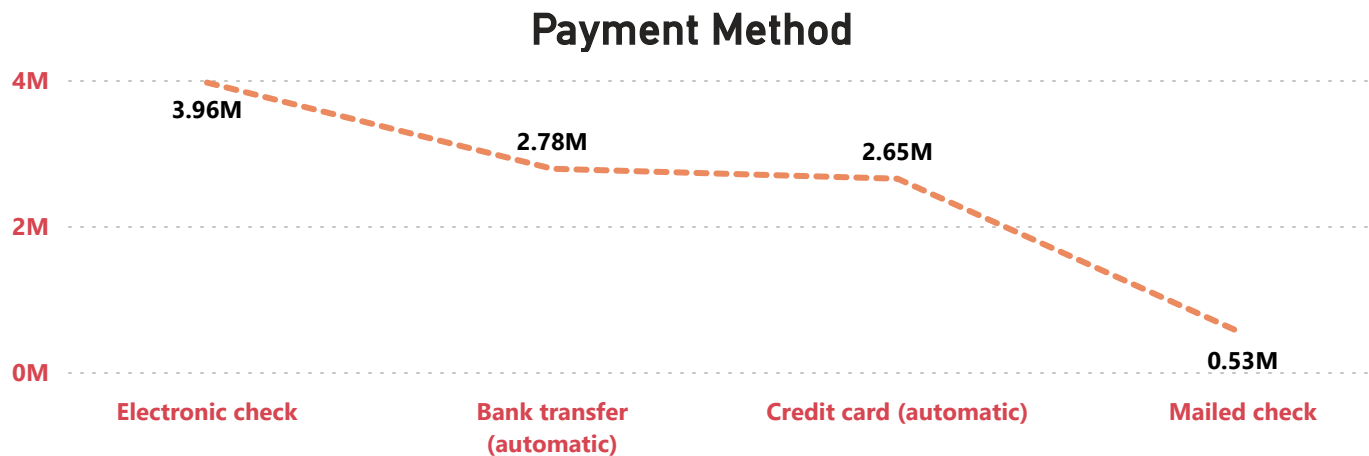 Payment Method
4M
3.96M
2.78M
2.65M
2M
0M
0.53M
Electronic check
Bank transfer
(automatic)
Credit card (automatic)
Mailed check